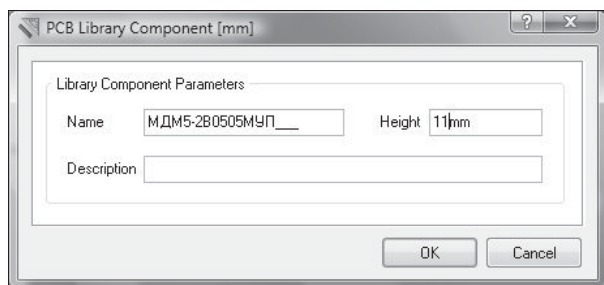 PCB Library Component [mm]
Library Component Parameters
Name МДМ5-2В0505МУП___ Height 11mm
Description
OK Cancel